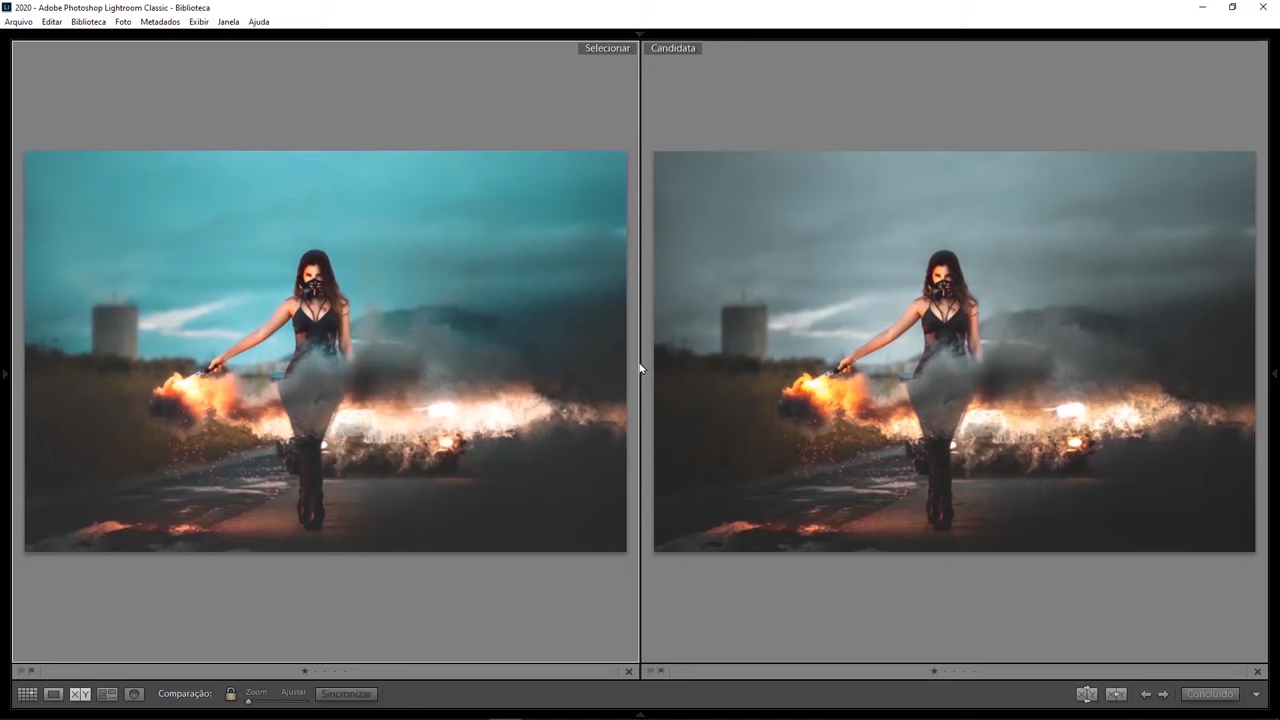 2020 - Adobe Photoshop Lightroom Classic - Biblioteca
Arquivo Editar Biblioteca Foto Metadados Exibir Janela Ajuda
Selecionar Candidata
Comparação: Zoom Ajustar Sincronizar Concluído